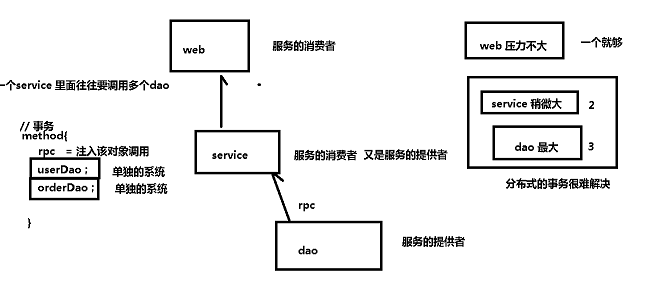 web
服务的消费者
web 压力不大
一个就够
一个service 里面往往要调用多个dao
service 稍微大
2
// 事务
method{
rpc = 注入该对象调用
userDao ;
单独的系统
orderDao ;
单独的系统
}
service
服务的消费者 又是服务的提供者
dao 最大
3
分布式的事务很难解决
rpc
dao
服务的提供者